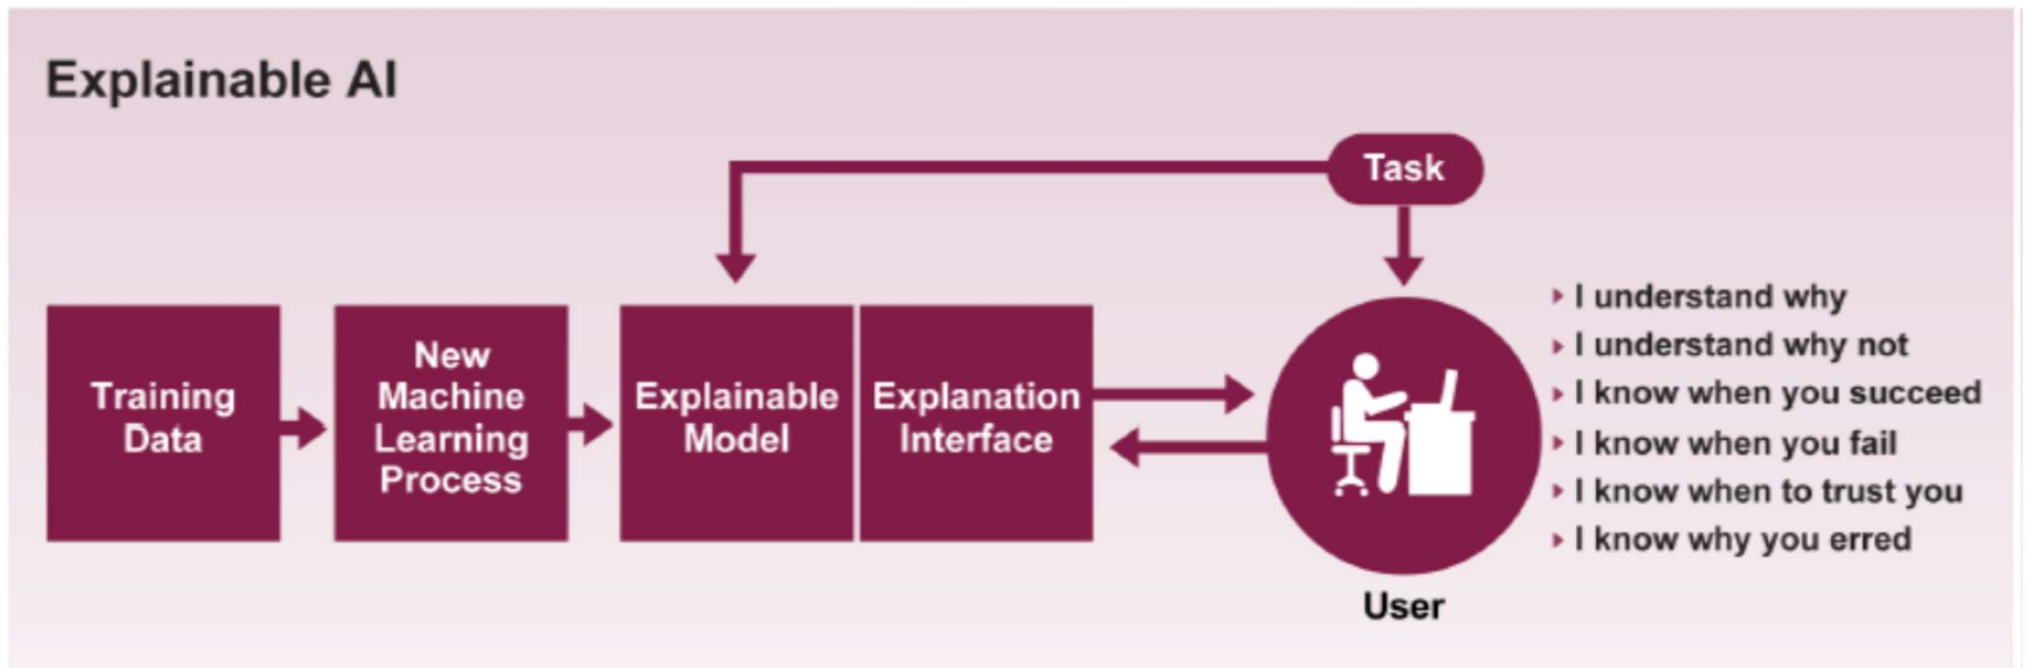 Explainable AI
Task
Training
Data
New
Machine
Learning
Process
Explainable
Model
Explanation
Interface
User
I understand why
I understand why not
I know when you succeed
I know when you fail
I know when to trust you
I know why you erred